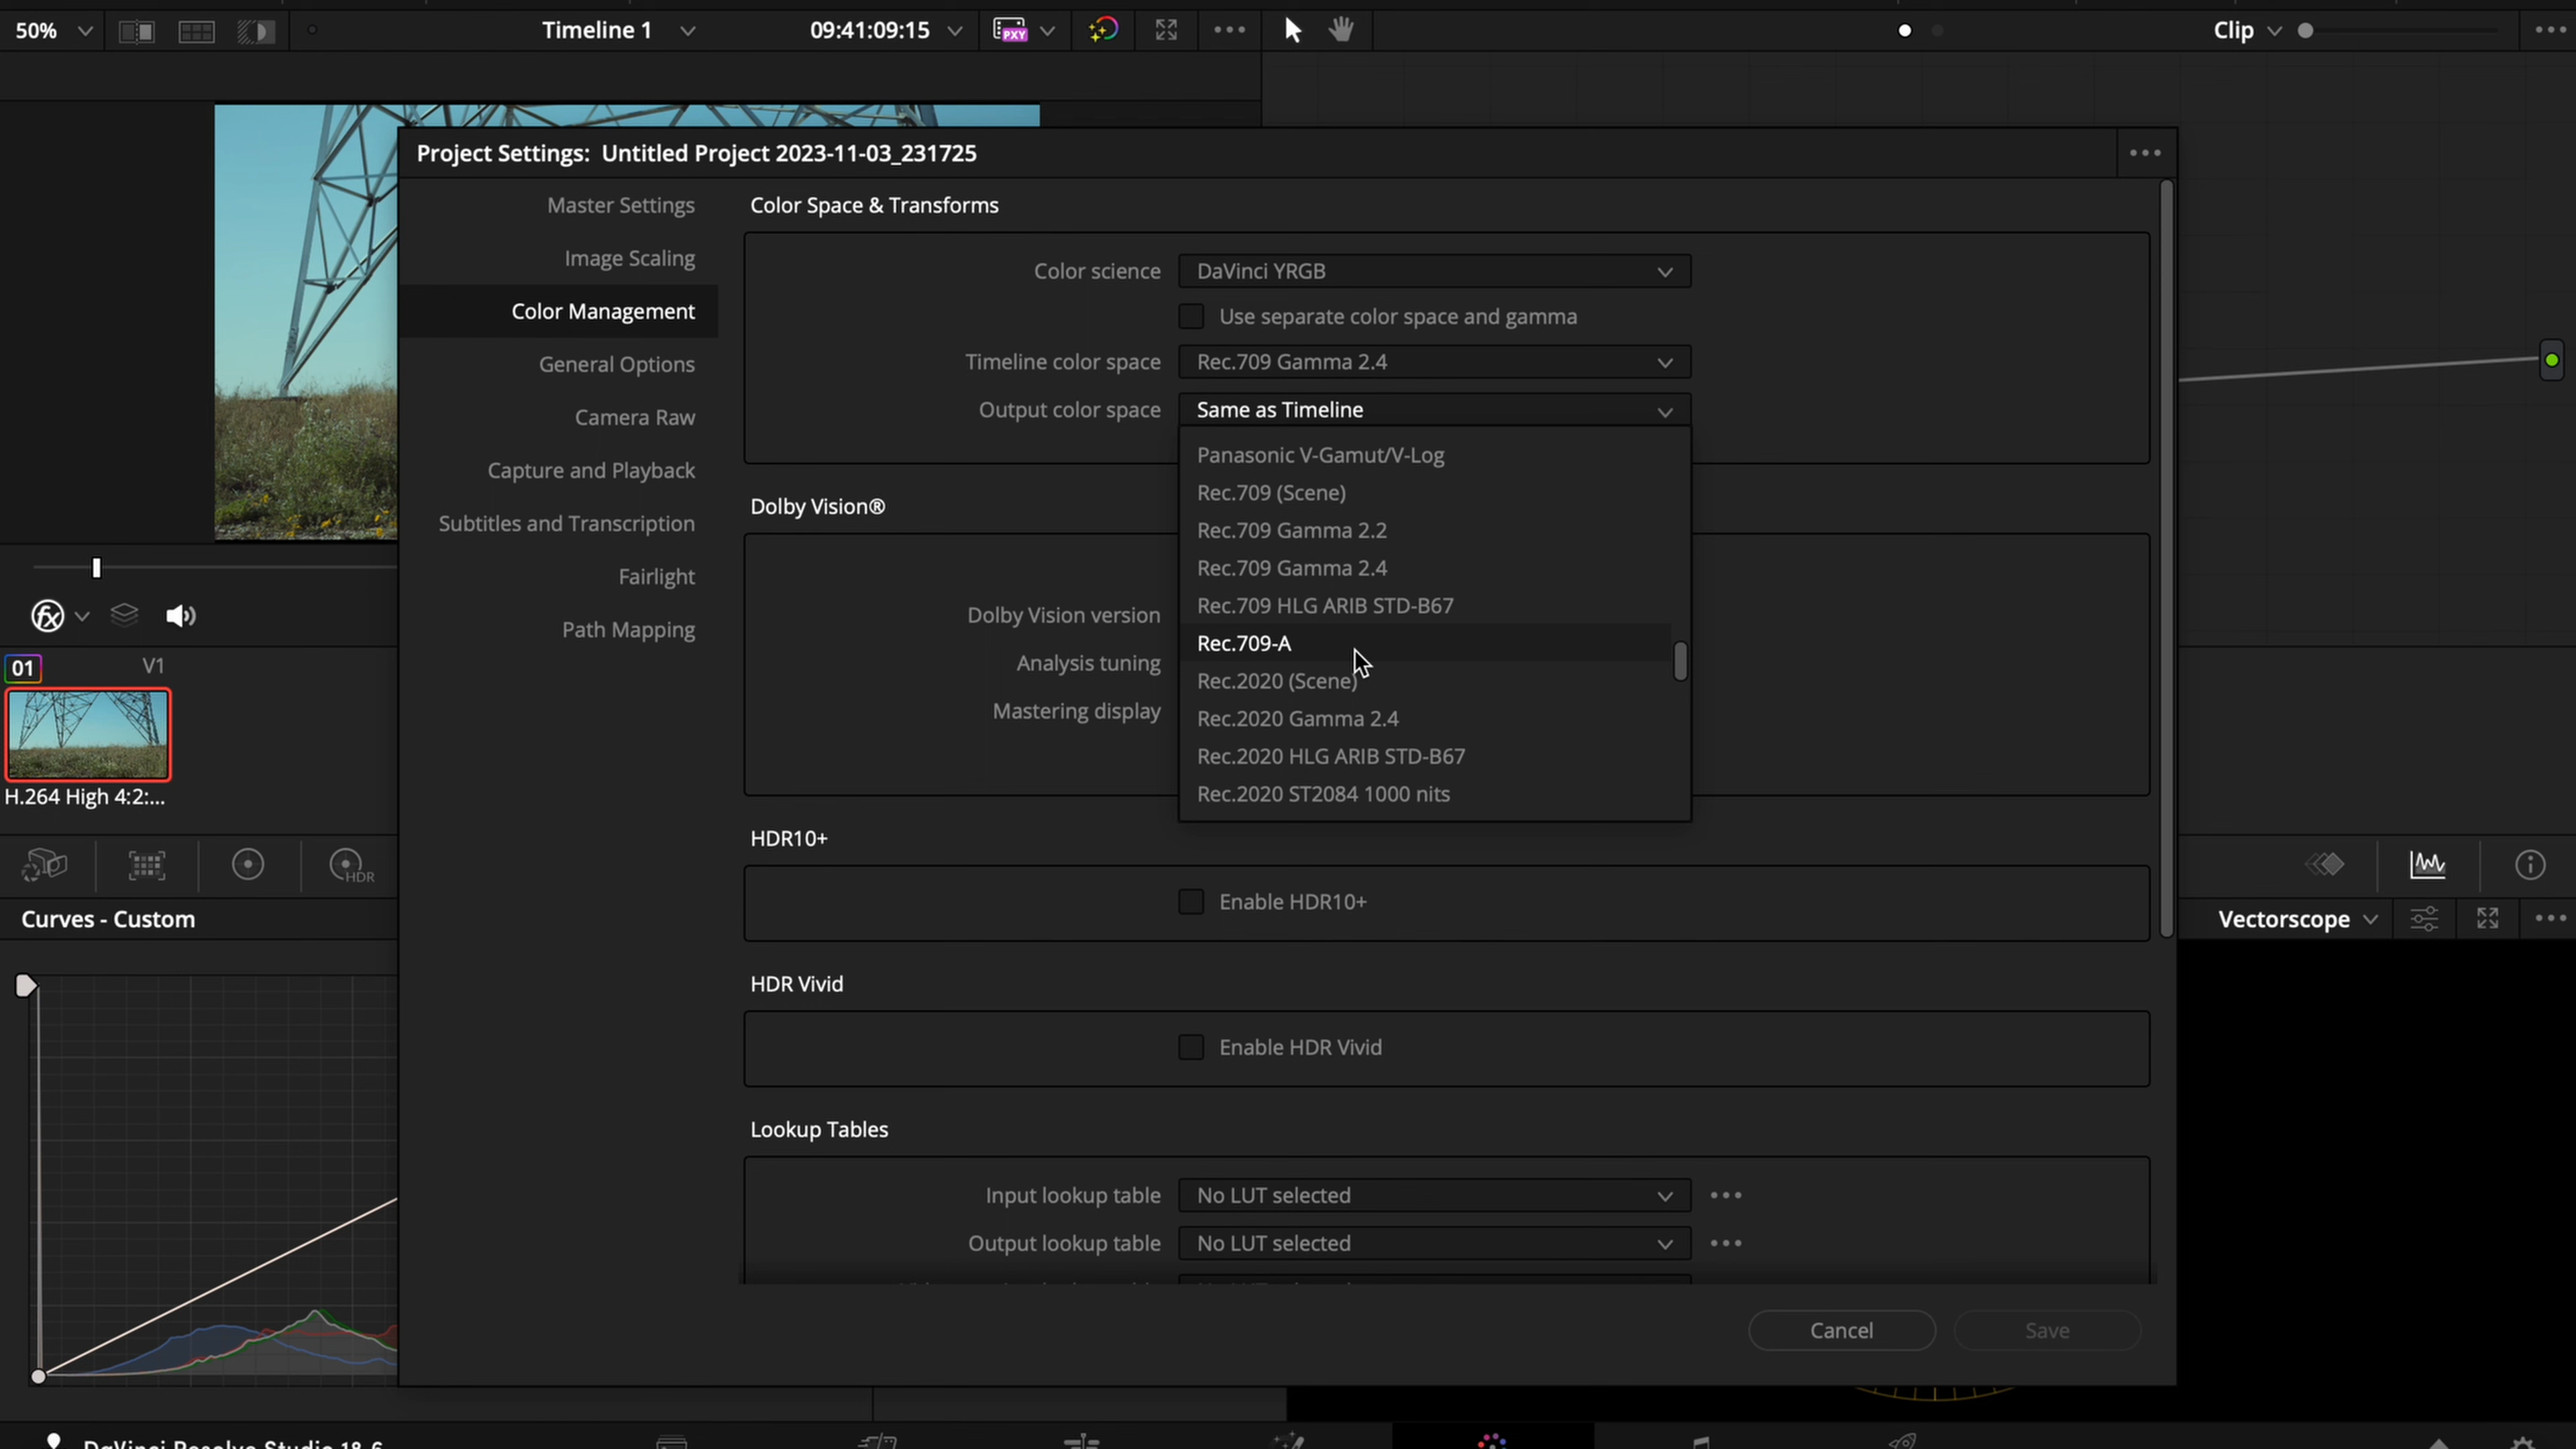 50%
Timeline 1
09:41:09:15
PXY
Clip
Project Settings: Untitled Project 2023-11-03_231725
Master Settings
Image Scaling
Color Management
General Options
Camera Raw
Capture and Playback
Subtitles and Transcription
Fairlight
Path Mapping
Color Space & Transforms
Color science DaVinci YRGB
Use separate color space and gamma
Timeline color space Rec.709 Gamma 2.4
Output color space Same as Timeline
Panasonic V-Gamut/V-Log
Rec.709 (Scene)
Rec.709 Gamma 2.2
Rec.709 Gamma 2.4
Rec.709 HLG ARIB STD-B67
Rec.709-A
Rec.2020 (Scene)
Rec.2020 Gamma 2.4
Rec.2020 HLG ARIB STD-B67
Rec.2020 ST2084 1000 nits
Dolby Vision®
Dolby Vision version
Analysis tuning
Mastering display
HDR10+
Enable HDR10+
HDR Vivid
Enable HDR Vivid
Lookup Tables
Input lookup table No LUT selected
Output lookup table No LUT selected
Cancel
Save
fx
01
V1
H.264 High 4:2:...
HDR
Curves - Custom
Vectorscope
DaVinci Resolve Studio 18.6